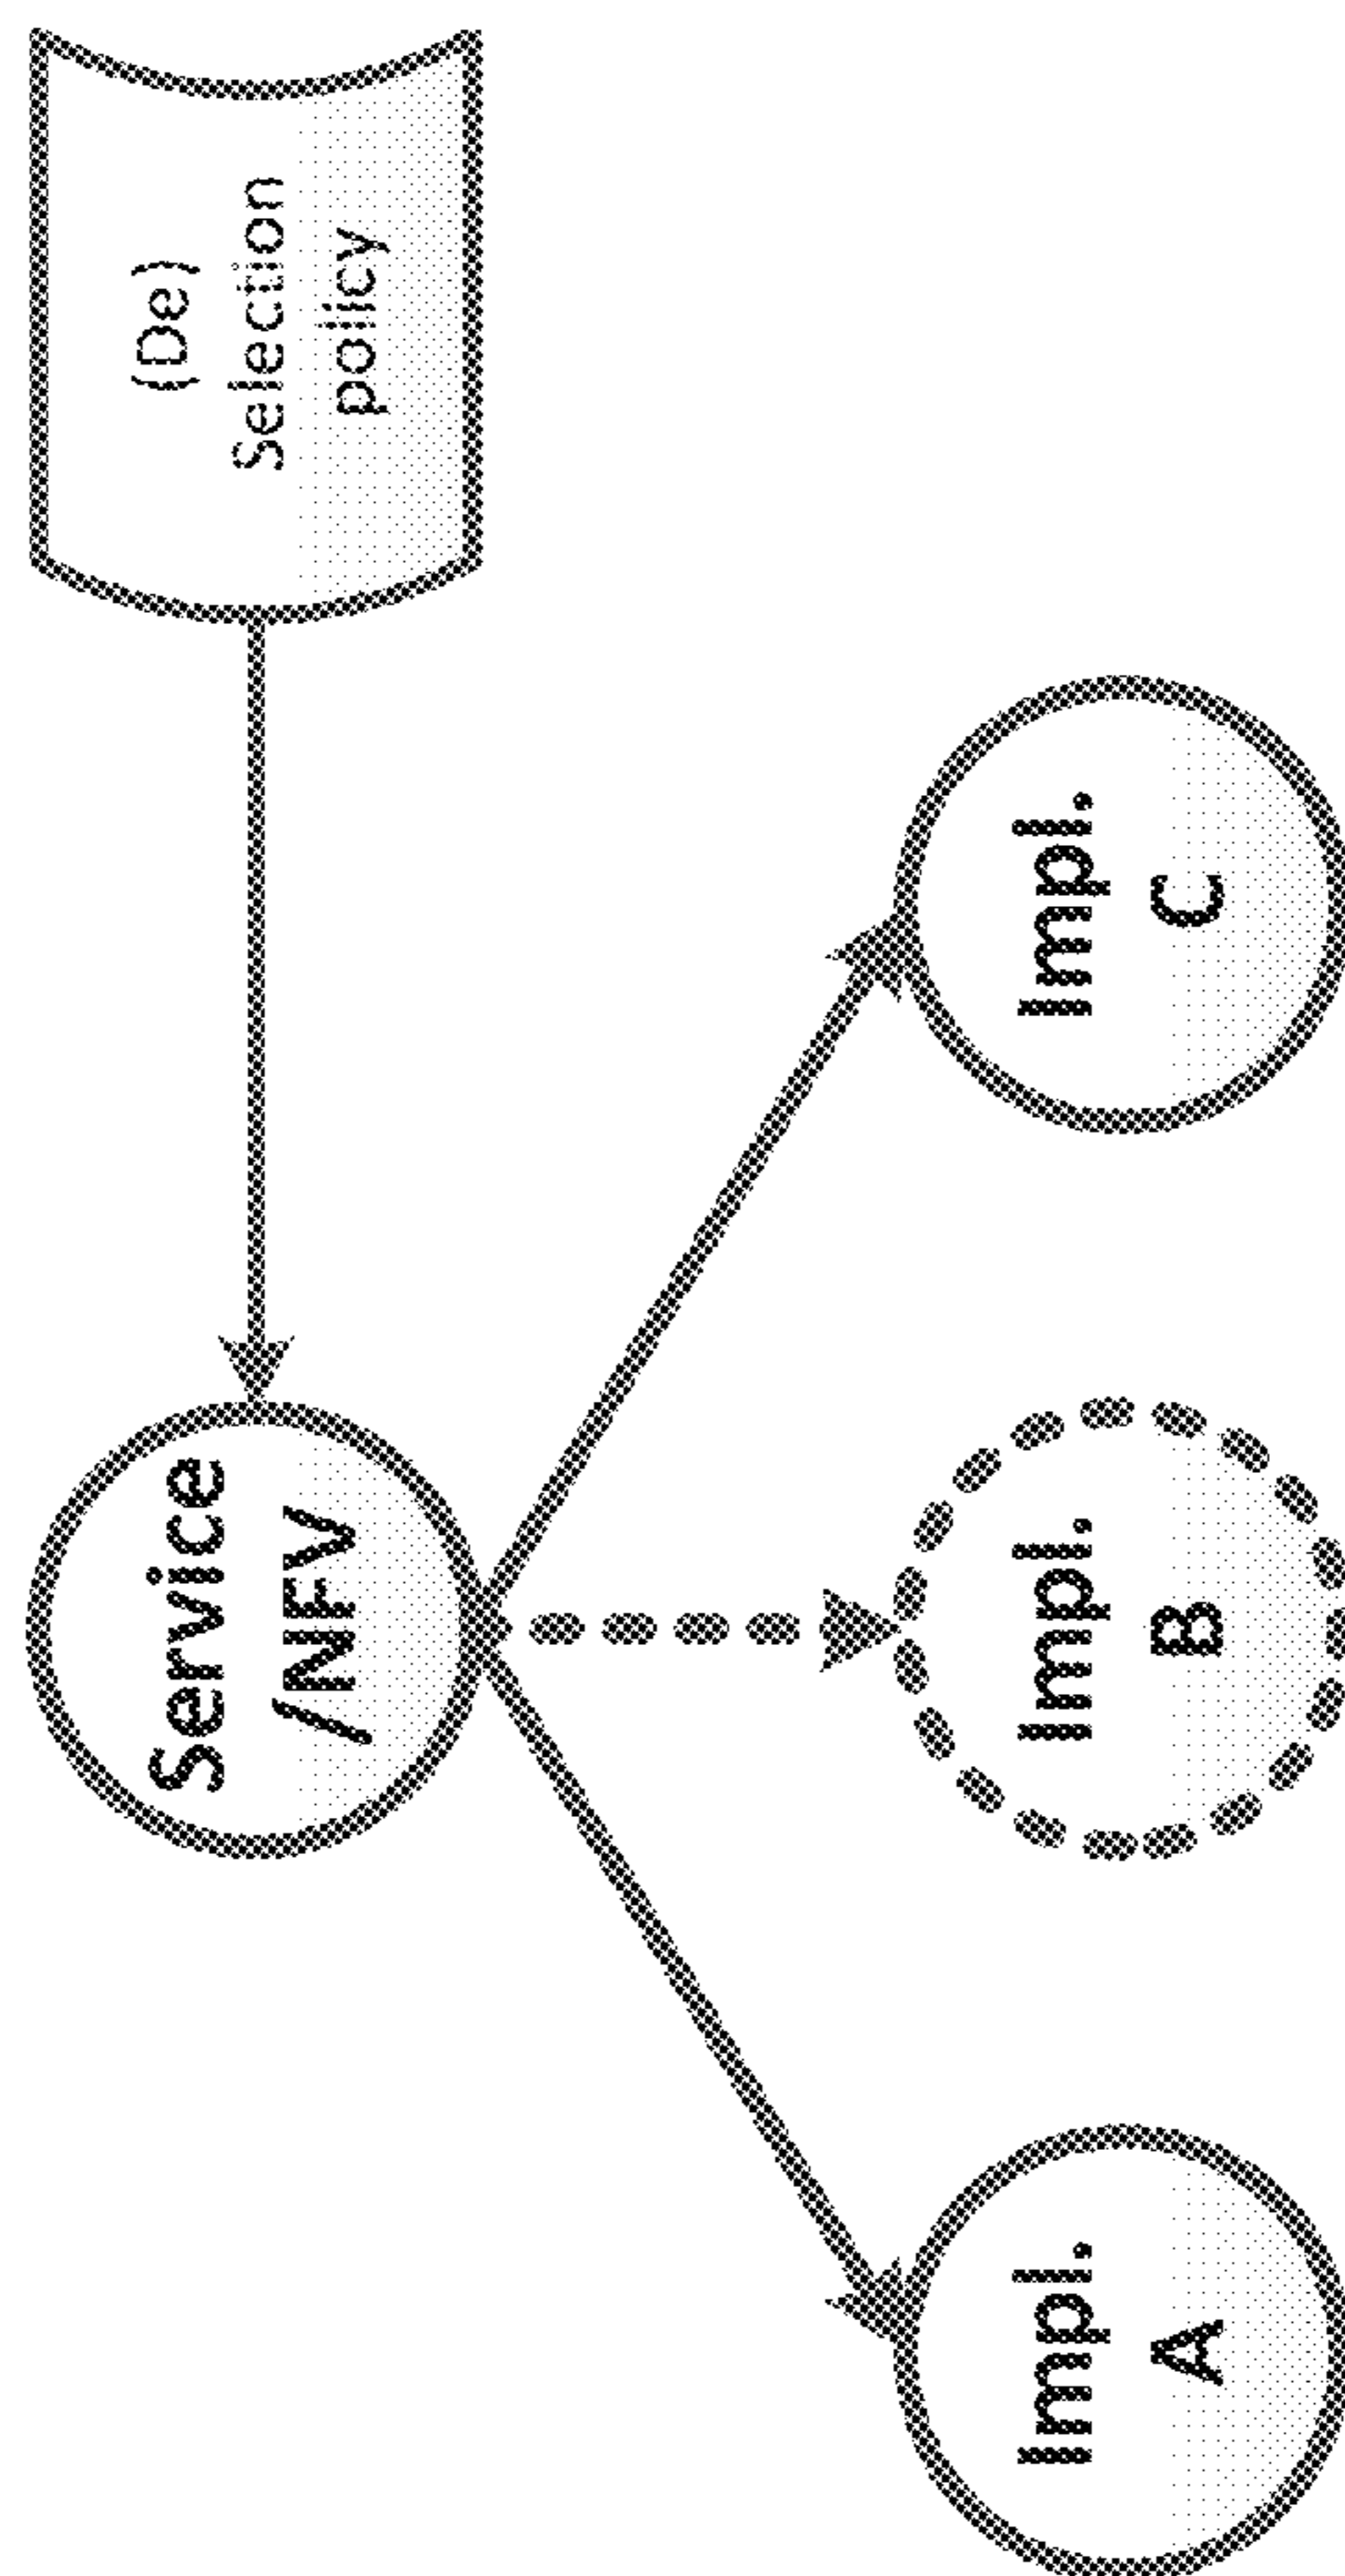 Service
/NFV
(De)
Selection
policy
Impl.
A
Impl.
B
Impl.
C